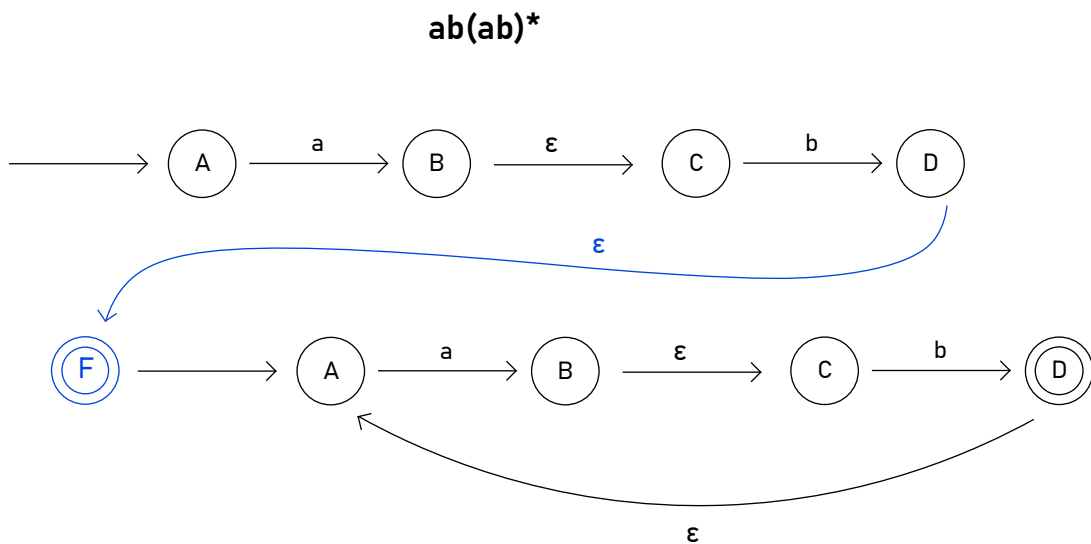 ab(ab)*
a ε b
A B C D
ε
a ε b
F A B C D
ε